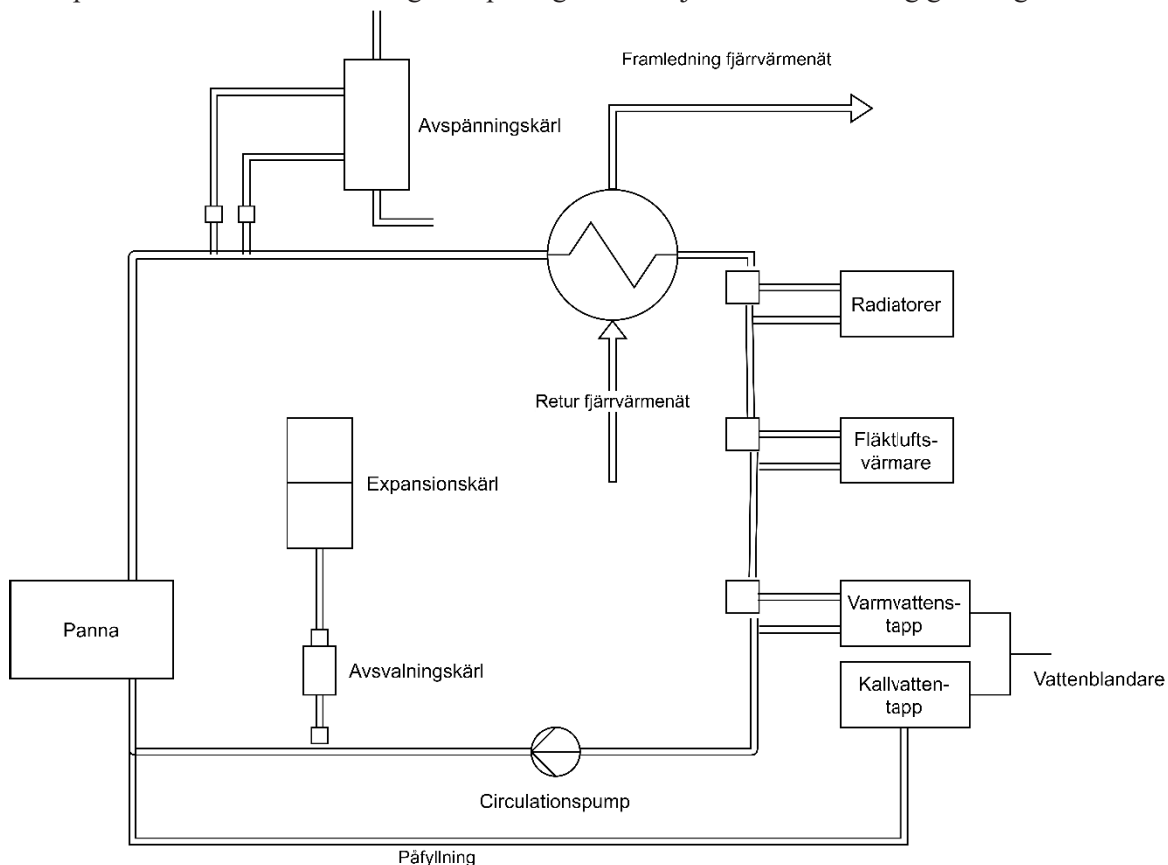 Framledning fjärrvärmenät
Avspänningskärl
Radiatorer
Retur fjärrvärmenät
Fläktlufts-
värmare
Expansionskärl
Panna
Varmvattens-
tapp
Avsvalningskärl
Kallvatten-
tapp
Vattenblandare
Circulationspump
Påfyllning